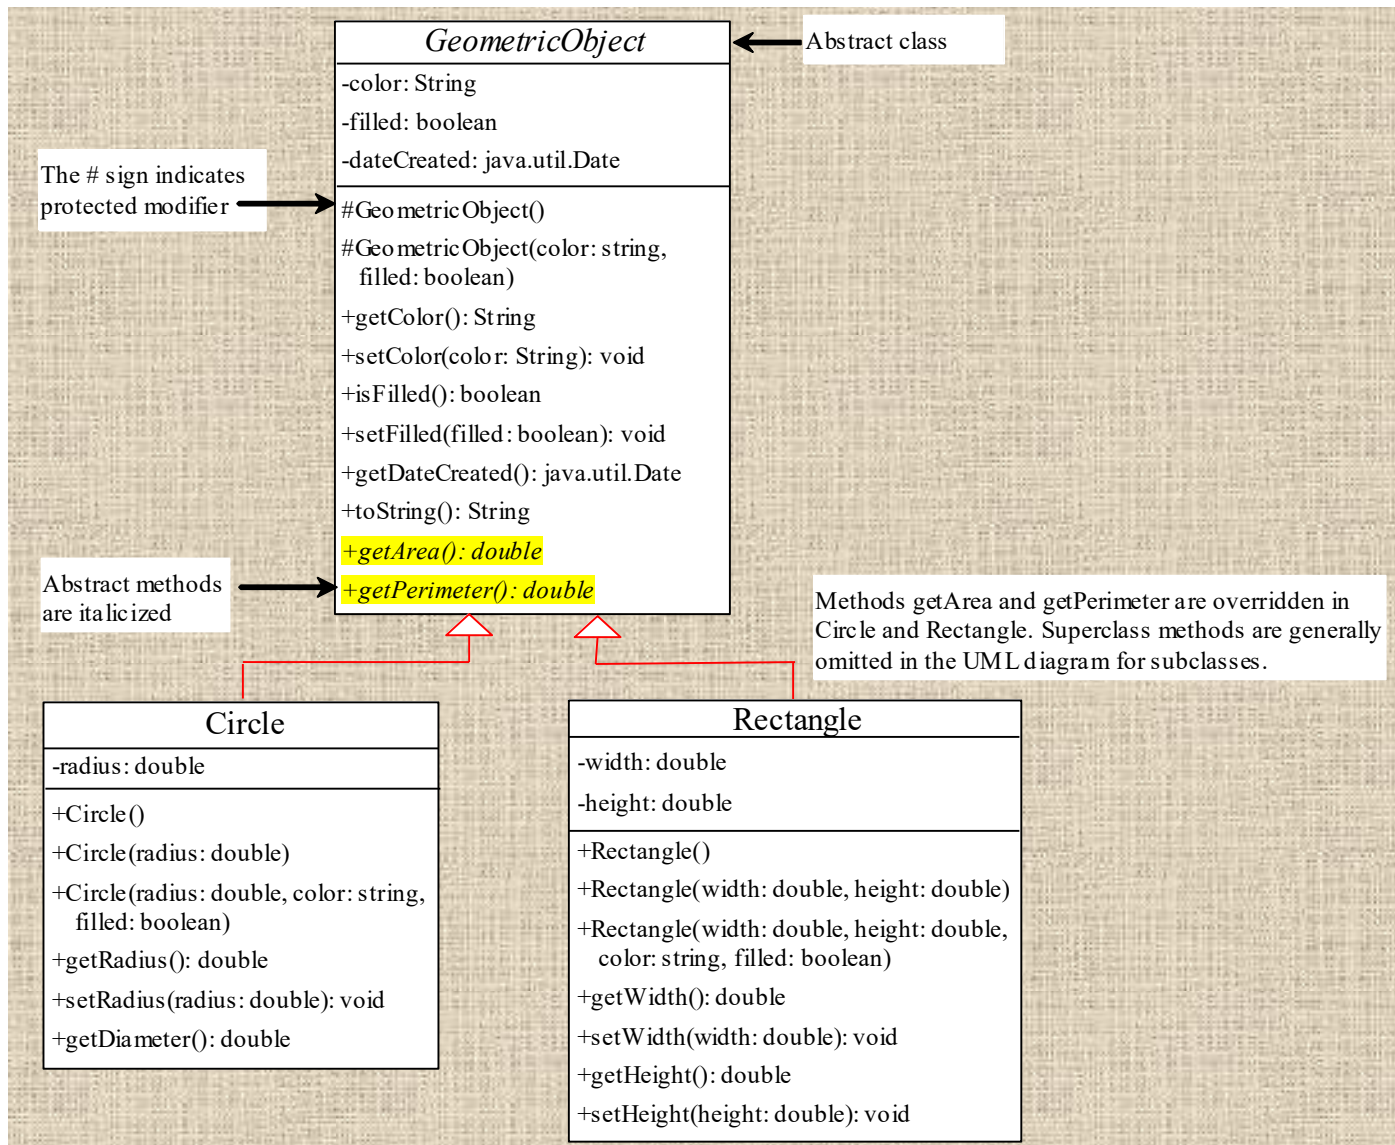 GeometricObject
Abstract class
-color: String
-filled: boolean
-dateCreated: java.util.Date
The # sign indicates
protected modifier
#GeometricObject()
#GeometricObject(color: string,
filled: boolean)
+getColor(): String
+setColor(color: String): void
+isFilled(): boolean
+setFilled(filled: boolean): void
+getDateCreated(): java.util.Date
+toString(): String
+getArea(): double
+getPerimeter(): double
Abstract methods
are italicized
Methods getArea and getPerimeter are overridden in
Circle and Rectangle. Superclass methods are generally
omitted in the UML diagram for subclasses.
Circle
-radius: double
+Circle()
+Circle(radius: double)
+Circle(radius: double, color: string,
filled: boolean)
+getRadius(): double
+setRadius(radius: double): void
+getDiameter(): double
Rectangle
-width: double
-height: double
+Rectangle()
+Rectangle(width: double, height: double)
+Rectangle(width: double, height: double,
color: string, filled: boolean)
+getWidth(): double
+setWidth(width: double): void
+getHeight(): double
+setHeight(height: double): void